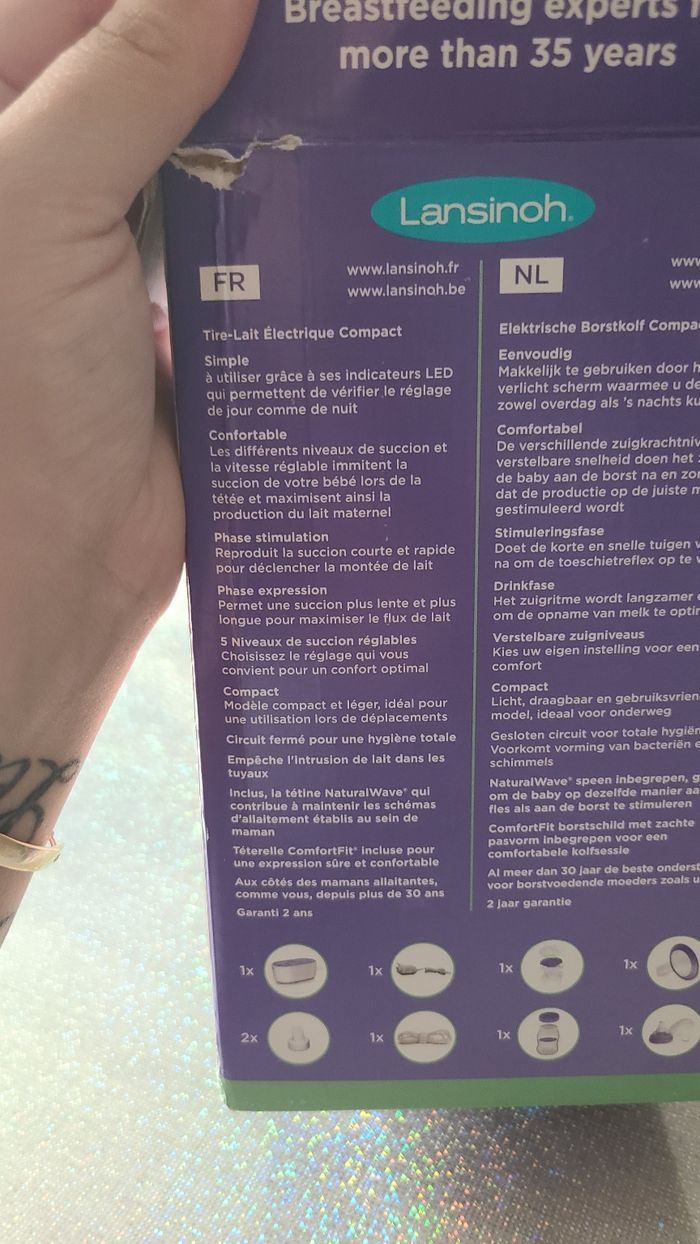 Breastfeeding experts
more than 35 years
Lansinoh®
FR
www.lansinoh.fr
www.lansinoh.be
Tire-Lait Électrique Compact
Simple
à utiliser grâce à ses indicateurs LED
qui permettent de vérifier le réglage
de jour comme de nuit
Confortable
Les différents niveaux de succion et
la vitesse réglable immitent la
succion de votre bébé lors de la
tétée et maximisent ainsi la
production du lait maternel
Phase stimulation
Reproduit la succion courte et rapide
pour déclencher la montée de lait
Phase expression
Permet une succion plus lente et plus
longue pour maximiser le flux de lait
5 Niveaux de succion réglables
Choisissez le réglage qui vous
convient pour un confort optimal
Compact
Modèle compact et léger, idéal pour
une utilisation lors de déplacements
Circuit fermé pour une hygiène totale
Empêche l'intrusion de lait dans les
tuyaux
Inclus, la tétine NaturalWave® qui
contribue à maintenir les schémas
d'allaitement établis au sein de
maman
Téterelle ComfortFit® incluse pour
une expression sûre et confortable
Aux côtés des mamans allaitantes,
comme vous, depuis plus de 30 ans
Garanti 2 ans
NL
Elektrische Borstkolf
Eenvoudig
Makkelijk te gebruiken door
verlicht scherm waarmee u
zowel overdag als 's nachts
Comfortabel
De verschillende
verstelbare snelheid doen het
de baby aan de borst na en
dat de productie op de juiste
gestimuleerd wordt
Stimuleringsfase
Doet de korte en snelle tuigen
na om de toeschietreflex op te
Drinkfase
Het zuigritme wordt langzamer
om de opname van melk te
Verstelbare zuigniveaus
Kies uw eigen instelling voor een
comfort
Compact
Licht, draagbaar en
model, ideaal voor onderweg
Gesloten circuit voor totale
Voorkomt vorming van bacteriën
schimmels
NaturalWave® speen inbegrepen,
om de baby op dezelfde manier
fles als aan de borst te stimuleren
ComfortFit borstschild met zachte
pasvorm inbegrepen voor een
comfortabele kolfsessie
Al meer dan 30 jaar de beste
voor borstvoedende moeders zoals u
2 jaar garantie
1x 1x 1x 1x
2x 1x 1x 1x